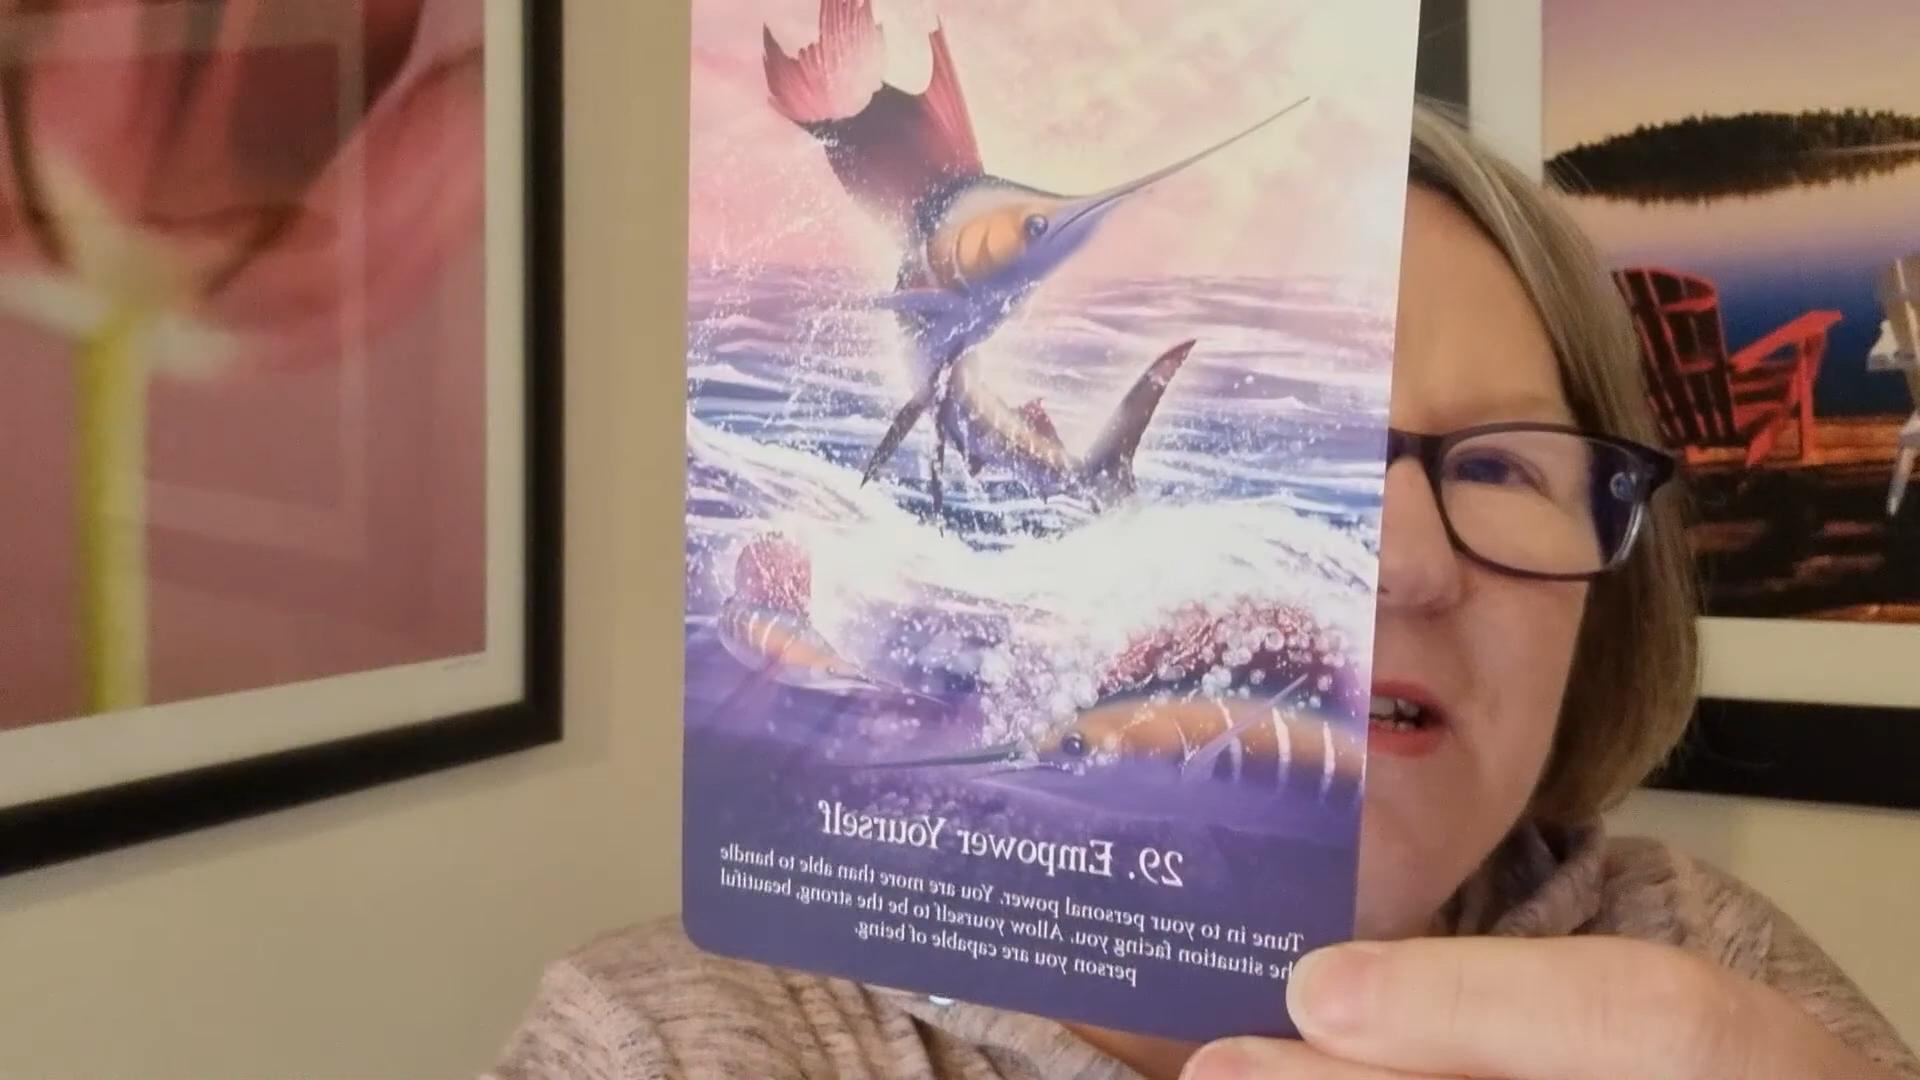 29. Empower Yourself
Tune in to your personal power. You are more than able to handle
he situation facing you. Allow yourself to be the strong, beautiful
person you are capable of being.